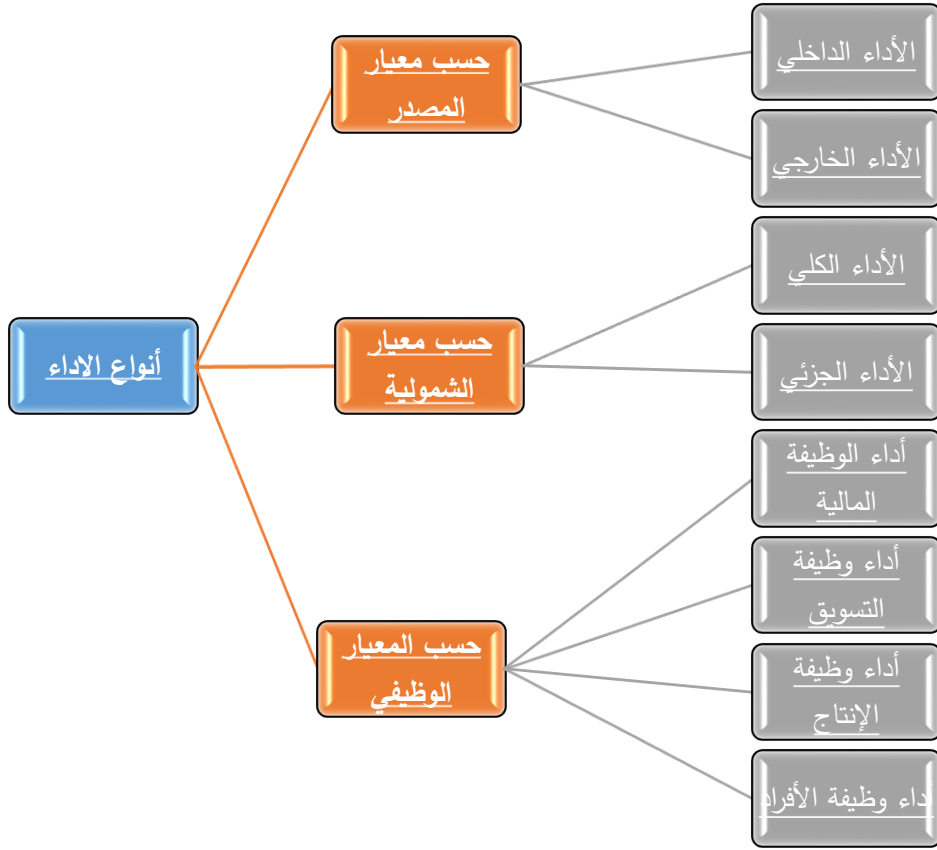 أنواع الاداء
حسب معيار
المصدر
الأداء الداخلي
الأداء الخارجي
حسب معيار
الشمولية
الأداء الكلي
الأداء الجزئي
حسب المعيار
الوظيفي
أداء الوظيفة
المالية
أداء وظيفة
التسويق
أداء وظيفة
الإنتاج
أداء وظيفة الأفراد